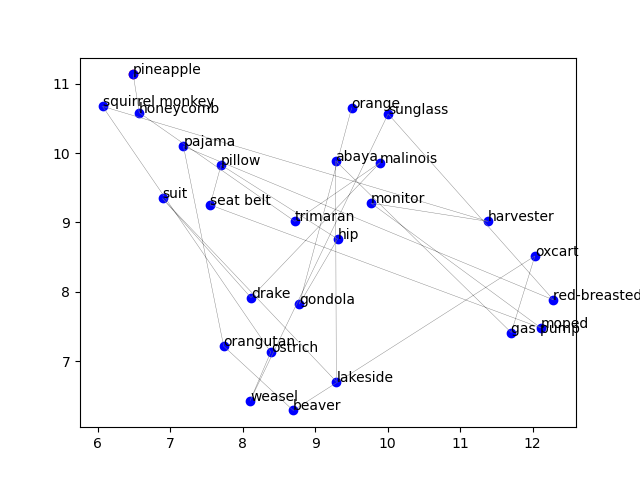 pineapple
squirrel monkey
honeycomb
orange
sunglass
pajama
pillow
abaya
malinois
suit
seat belt
monitor
trimaran
harvester
hip
oxcart
drake
gondola
red-breasted
orangutan
ostrich
gas pump
moped
lakeside
weasel
beaver
11
10
9
8
7
6 7 8 9 10 11 12